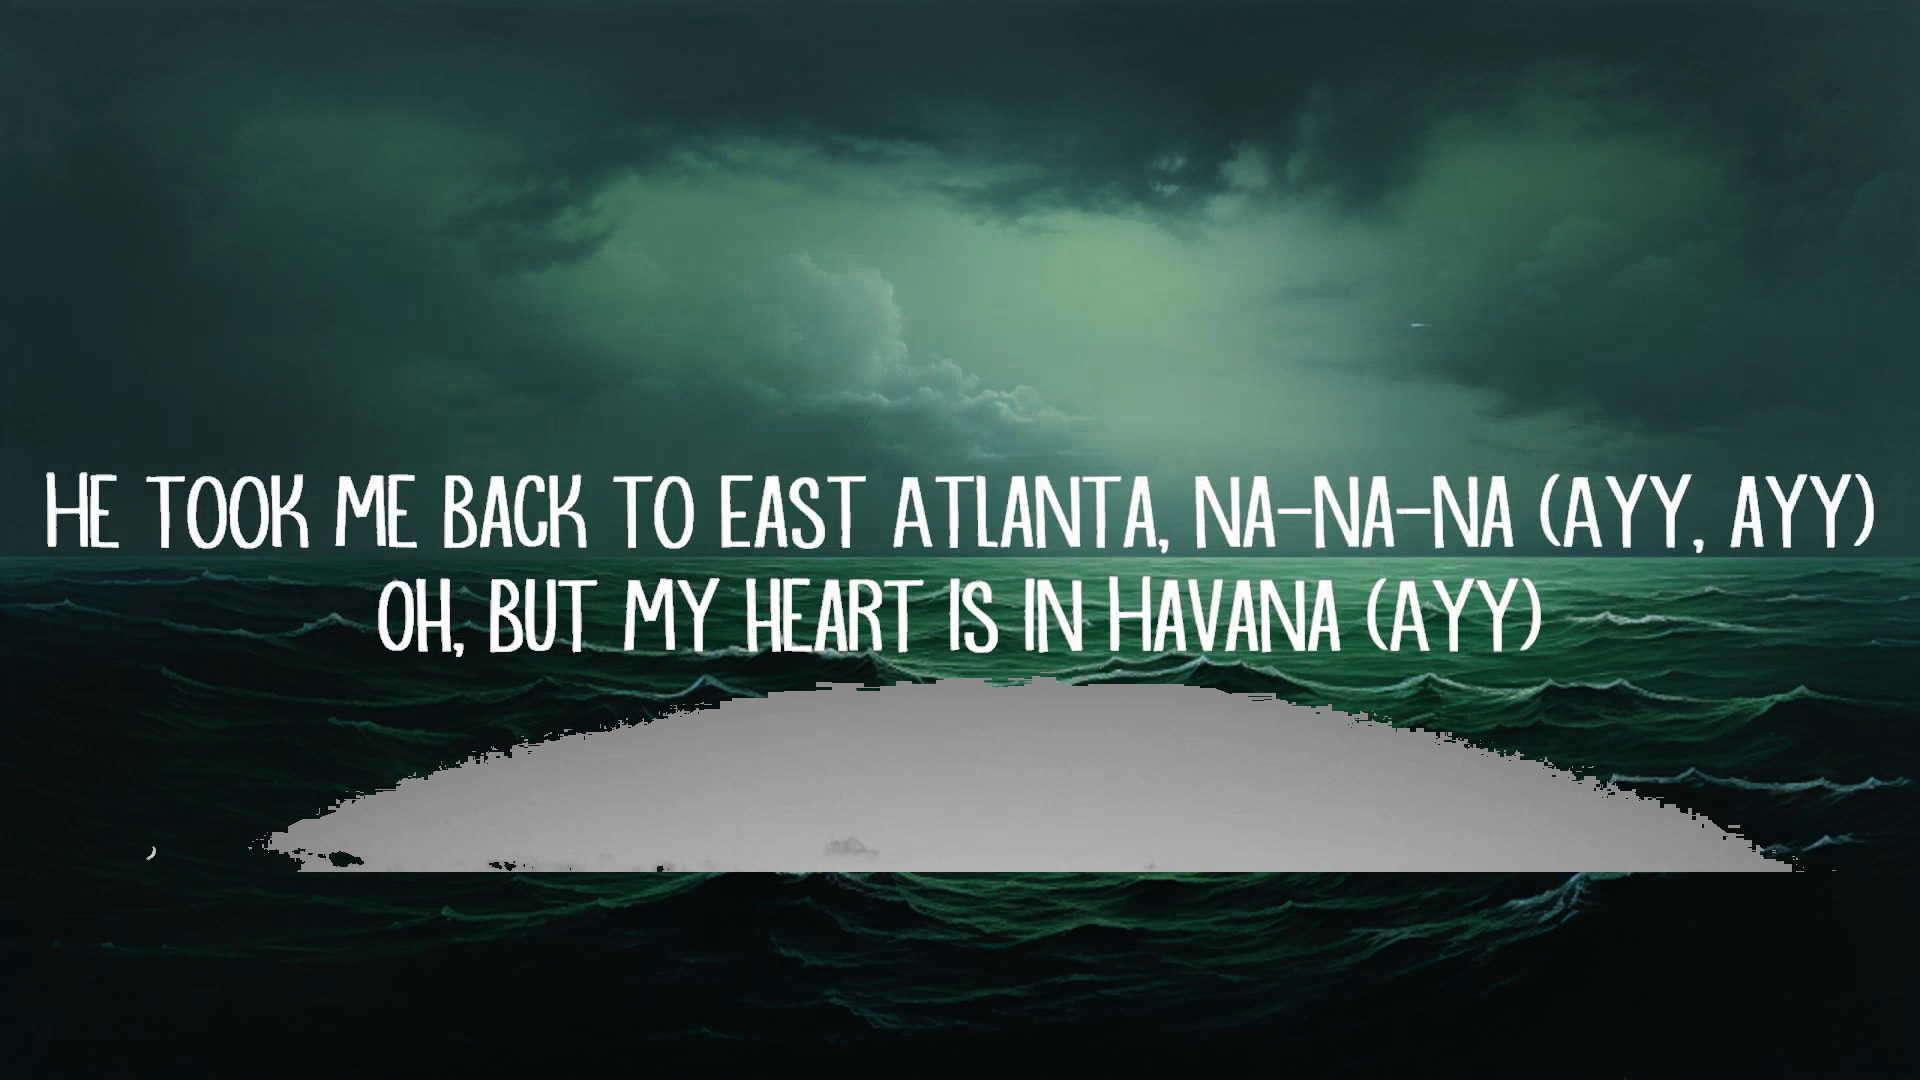 HE TOOK ME BACK TO EAST ATLANTA, NA-NA-NA (AYY, AYY)
OH, BUT MY HEART IS IN HAVANA (AYY)